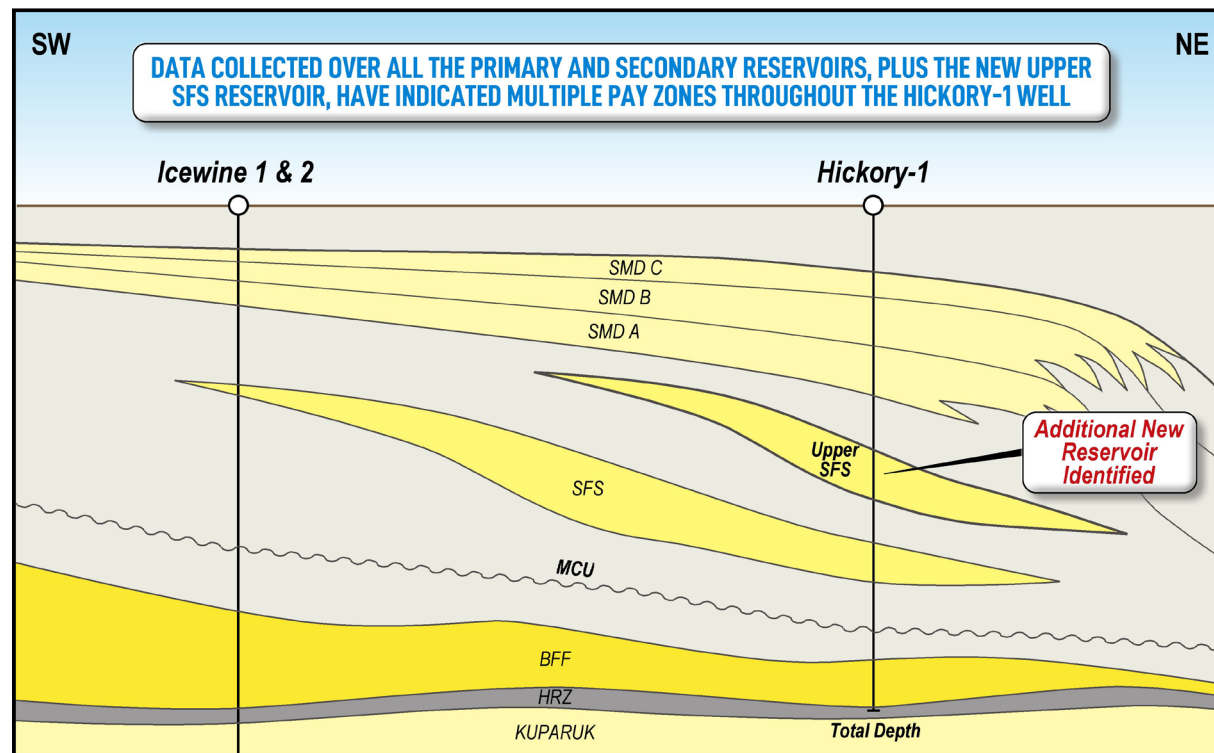 SW
NE
DATA COLLECTED OVER ALL THE PRIMARY AND SECONDARY RESERVOIRS, PLUS THE NEW UPPER
SFS RESERVOIR, HAVE INDICATED MULTIPLE PAY ZONES THROUGHOUT THE HICKORY-1 WELL
Icewine 1 & 2
Hickory-1
SMD C
SMD B
SMD A
Upper
SFS
Additional New
Reservoir
Identified
SFS
MCU
BFF
HRZ
KUPARUK
Total Depth